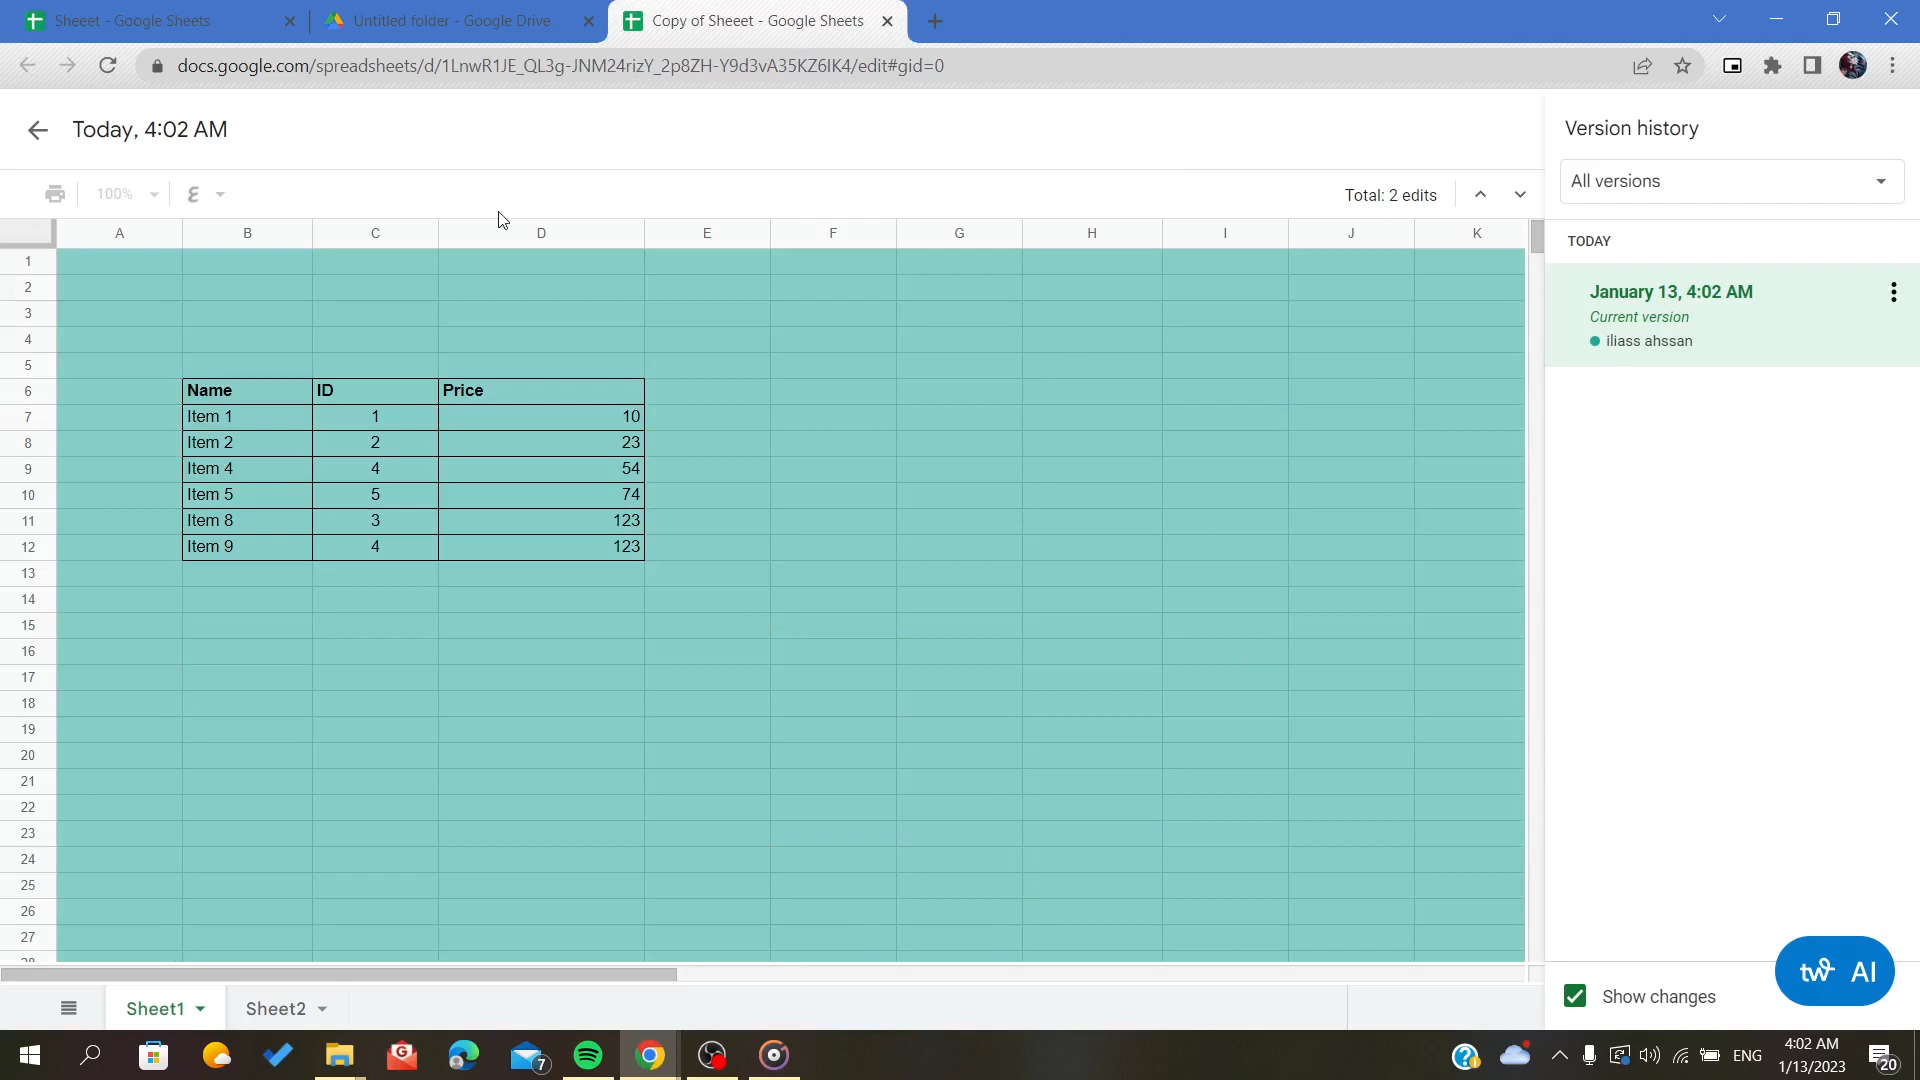 Sheeet - Google Sheets
Untitled folder - Google Drive
Copy of Sheeet - Google Sheets
docs.google.com/spreadsheets/d/1LnwR1JE_QL3g-JNM24rizY_2p8ZH-Y9d3vA35KZ6IK4/edit#gid=0
Today, 4:02 AM
Version history
All versions
100%
Total: 2 edits
TODAY
January 13, 4:02 AM
Current version
iliass ahssan
A B C D E F G H I J K
1
2
3
4
5
6 Name ID Price
7 Item 1 1 10
8 Item 2 2 23
9 Item 4 4 54
10 Item 5 5 74
11 Item 8 3 123
12 Item 9 4 123
13
14
15
16
17
18
19
20
21
22
23
24
25
26
27
28
AI
Show changes
Sheet1
Sheet2
7
ENG
4:02 AM
1/13/2023
20